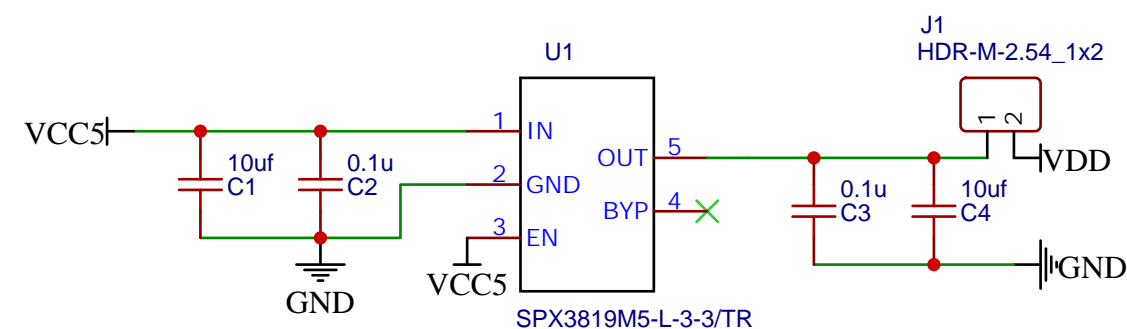 J1
HDR-M-2.54_1x2
U1
1
2
VCC5
1
IN
10uf
C1
0.1u
C2
2
GND
3
EN
VCC5
GND
OUT
5
BYP
4
VDD
0.1u
C3
10uf
C4
GND
SPX3819M5-L-3-3/TR